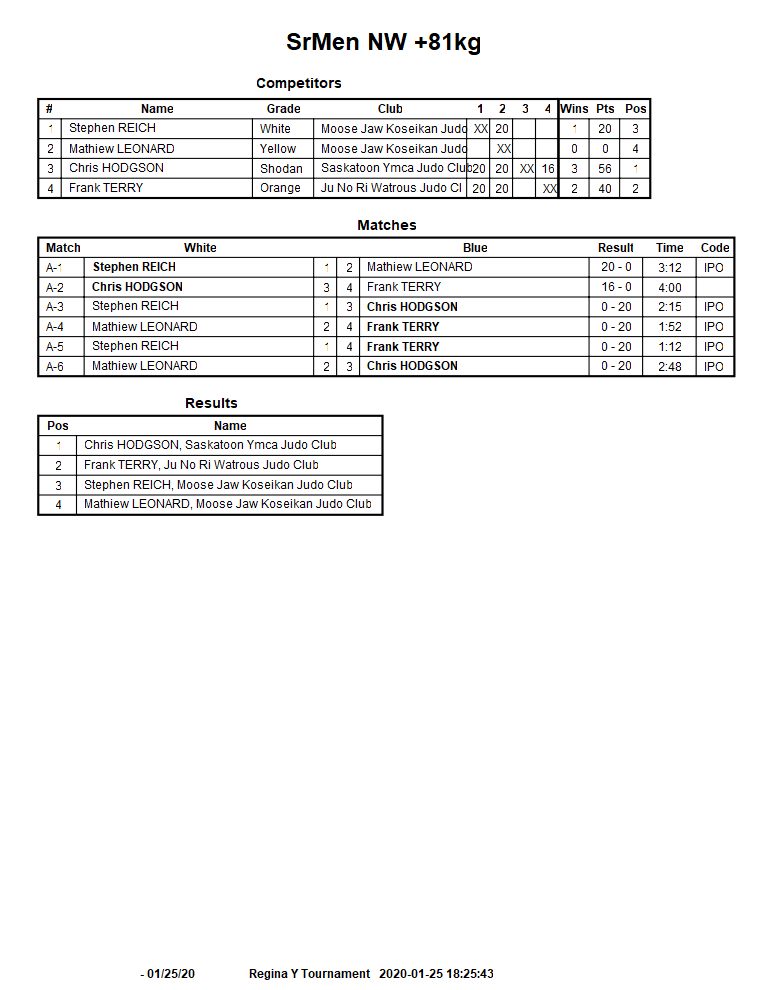 SrMen NW +81kg
Competitors
# Name Grade Club 1 2 3 4 Wins Pts Pos
1 Stephen REICH White Moose Jaw Koseikan Judo XX 20 1 20 3
2 Mathiew LEONARD Yellow Moose Jaw Koseikan Judo XX 0 0 4
3 Chris HODGSON Shodan Saskatoon Ymca Judo Club 20 20 XX 16 3 56 1
4 Frank TERRY Orange Ju No Ri Watrous Judo Cl 20 20 XX 2 40 2
Matches
Match White Blue Result Time Code
A-1 Stephen REICH 1 2 Mathiew LEONARD 20 - 0 3:12 IPO
A-2 Chris HODGSON 3 4 Frank TERRY 16 - 0 4:00
A-3 Stephen REICH 1 3 Chris HODGSON 0 - 20 2:15 IPO
A-4 Mathiew LEONARD 2 4 Frank TERRY 0 - 20 1:52 IPO
A-5 Stephen REICH 1 4 Frank TERRY 0 - 20 1:12 IPO
A-6 Mathiew LEONARD 2 3 Chris HODGSON 0 - 20 2:48 IPO
Results
Pos Name
1 Chris HODGSON, Saskatoon Ymca Judo Club
2 Frank TERRY, Ju No Ri Watrous Judo Club
3 Stephen REICH, Moose Jaw Koseikan Judo Club
4 Mathiew LEONARD, Moose Jaw Koseikan Judo Club
- 01/25/20 Regina Y Tournament 2020-01-25 18:25:43